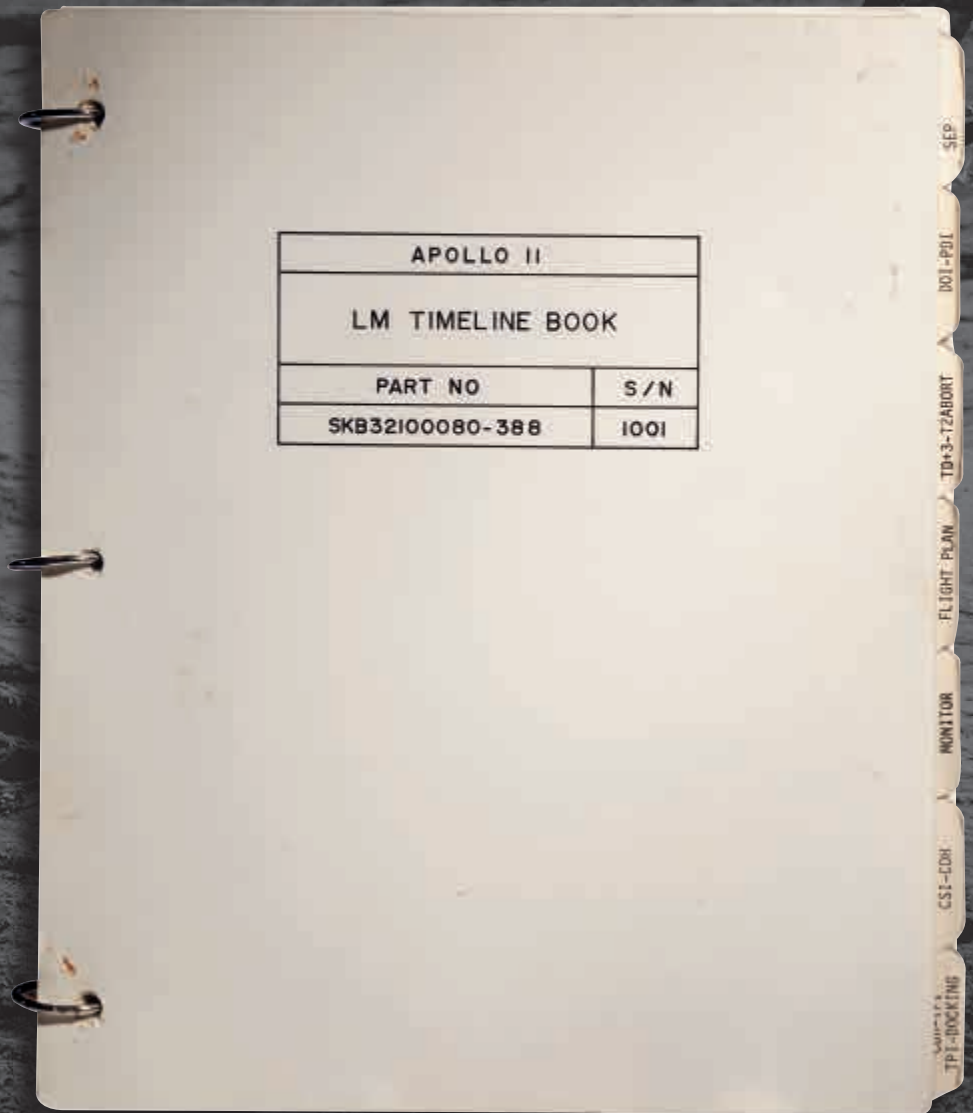 APOLLO 11
LM TIMELINE BOOK
PART NO S/N
SKB32100080-388 1001
SEP
DOI-PDI
TD+3-T2ABORT
FLIGHT PLAN
MONITOR
CSI-CDH
TPI-DOCKING